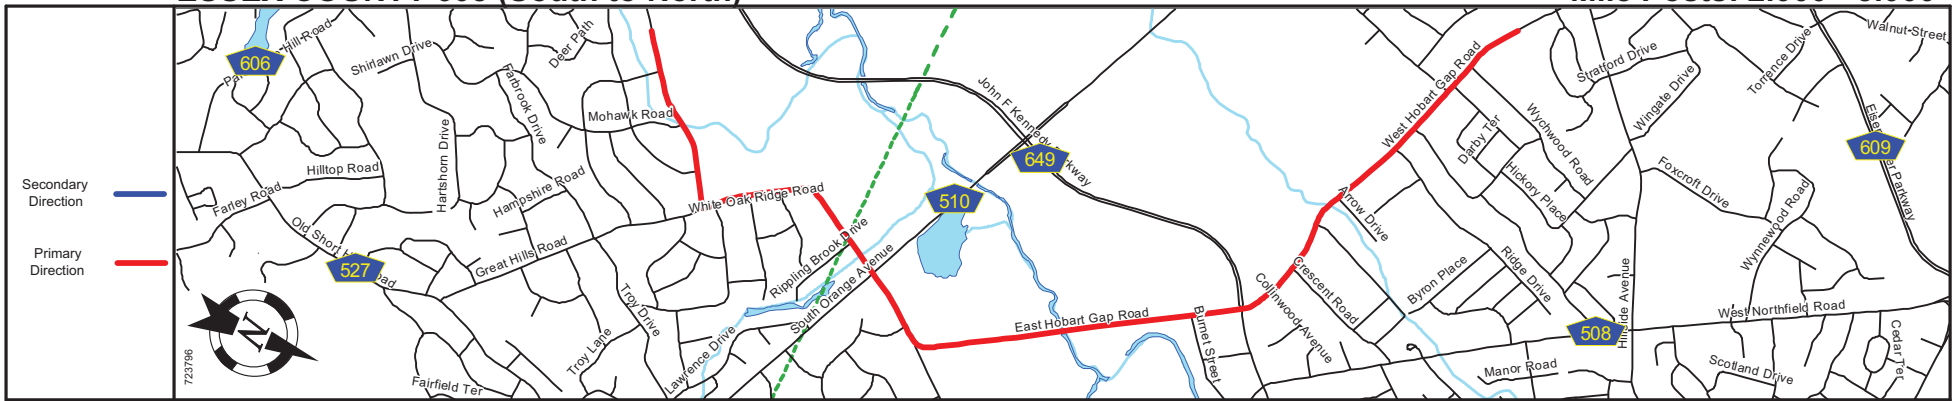 Secondary
Direction
Primary
Direction
606
Hill Road
Shirlawn Drive
Deer Path
Farbrook Drive
Mohawk Road
Hartshorn Drive
Hilltop Road
Farley Road
Hampshire Road
Old Short
527
Great Hills Road
White Oak Ridge Road
Rippling Brook Drive
South Orange Avenue
Troy Drive
Troy Lane
Lawrence Drive
Fairfield Ter
723796
N
510
John F Kennedy Parkway
649
East Hobart Gap Road
Burnet Street
Collinwood Avenue
Crescent Road
Arrow Drive
West Hobart Gap Road
Darby Ter
Wychwood Road
Hickory Place
Ridge Drive
Byron Place
Stratford Drive
Wingate Drive
Torrence Drive
Walnut Street
609
Parkway
Foxcroft Drive
Wynnewood Road
508
Avenue
West Northfield Road
Manor Road
Scotland Drive
Cedar Ter